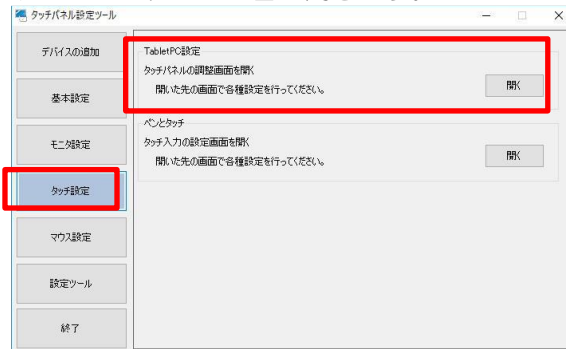 タッチパネル設定ツール
デバイスの追加
基本設定
モニタ設定
タッチ設定
マウス設定
設定ツール
終了
TabletPC設定
タッチパネルの調整画面を開く
開いた先の画面で各種設定を行ってください。
開く
ペンとタッチ
タッチ入力の設定画面を開く
開いた先の画面で各種設定を行ってください。
開く